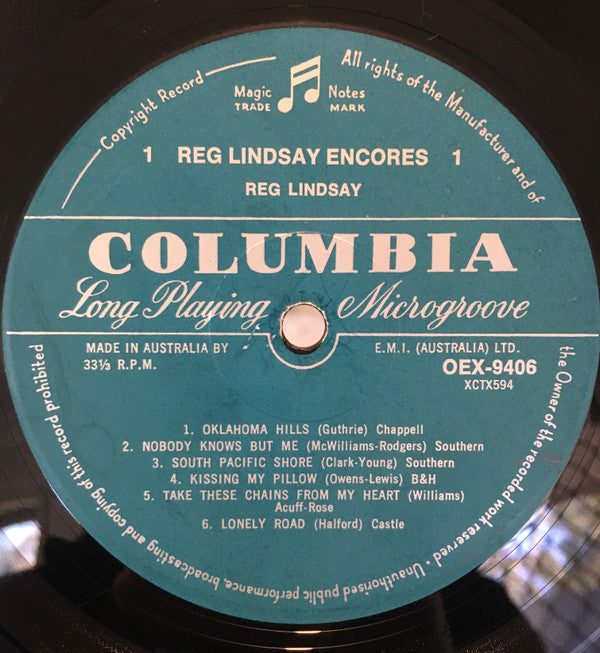 Copyright Record
Magic Notes
TRADE MARK
All rights of the Manufacturer and of
the Owner of the recorded work reserved • Unauthorised public performance, broadcasting and copying of this record prohibited
1 REG LINDSAY ENCORES 1
REG LINDSAY
COLUMBIA
Long Playing Microgroove
MADE IN AUSTRALIA BY E.M.I. (AUSTRALIA) LTD.
33⅓ R.P.M. OEX-9406
XCTX594
1. OKLAHOMA HILLS (Guthrie) Chappell
2. NOBODY KNOWS BUT ME (McWilliams-Rodgers) Southern
3. SOUTH PACIFIC SHORE (Clark-Young) Southern
4. KISSING MY PILLOW (Owens-Lewis) B&H
5. TAKE THESE CHAINS FROM MY HEART (Williams)
Acuff-Rose
6. LONELY ROAD (Halford) Castle